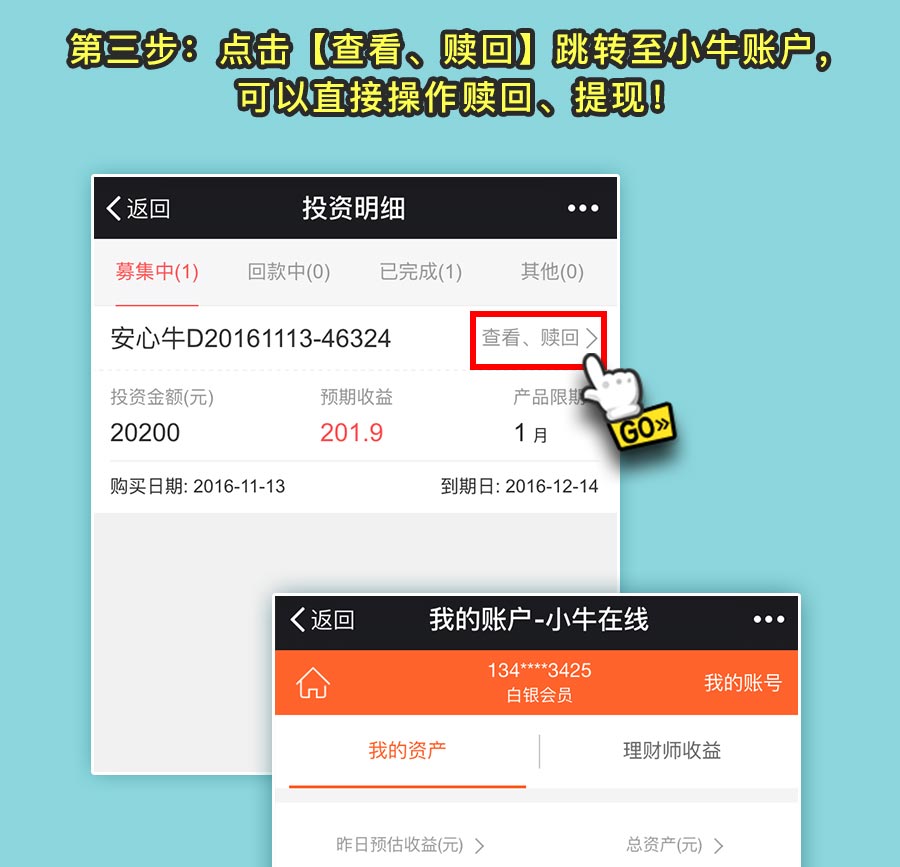 第三步：点击【查看、赎回】跳转至小牛账户，
可以直接操作赎回、提现！
返回 投资明细
募集中(1) 回款中(0) 已完成(1) 其他(0)
安心牛D20161113-46324 查看、赎回
投资金额(元) 预期收益 产品限期
20200 201.9 1 月
GO»
购买日期: 2016-11-13 到期日: 2016-12-14
返回 我的账户-小牛在线
134****3425
白银会员 我的账号
我的资产 理财师收益
昨日预估收益(元) 总资产(元)